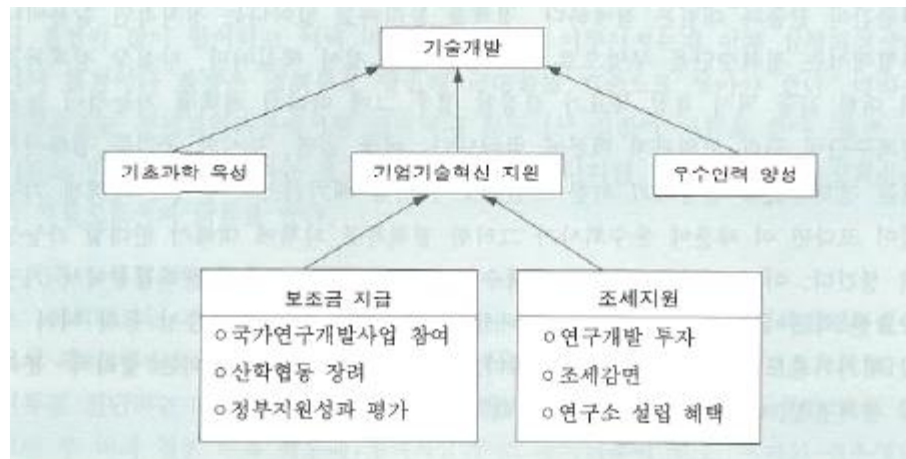 기술개발
기초과학 육성
기업기술혁신 지원
우수인력 양성
보조금 지급
○국가연구개발사업 참여
○산학협동 장려
○정부지원성과 평가
조세지원
○연구개발 투자
○조세감면
○연구소 설립 혜택